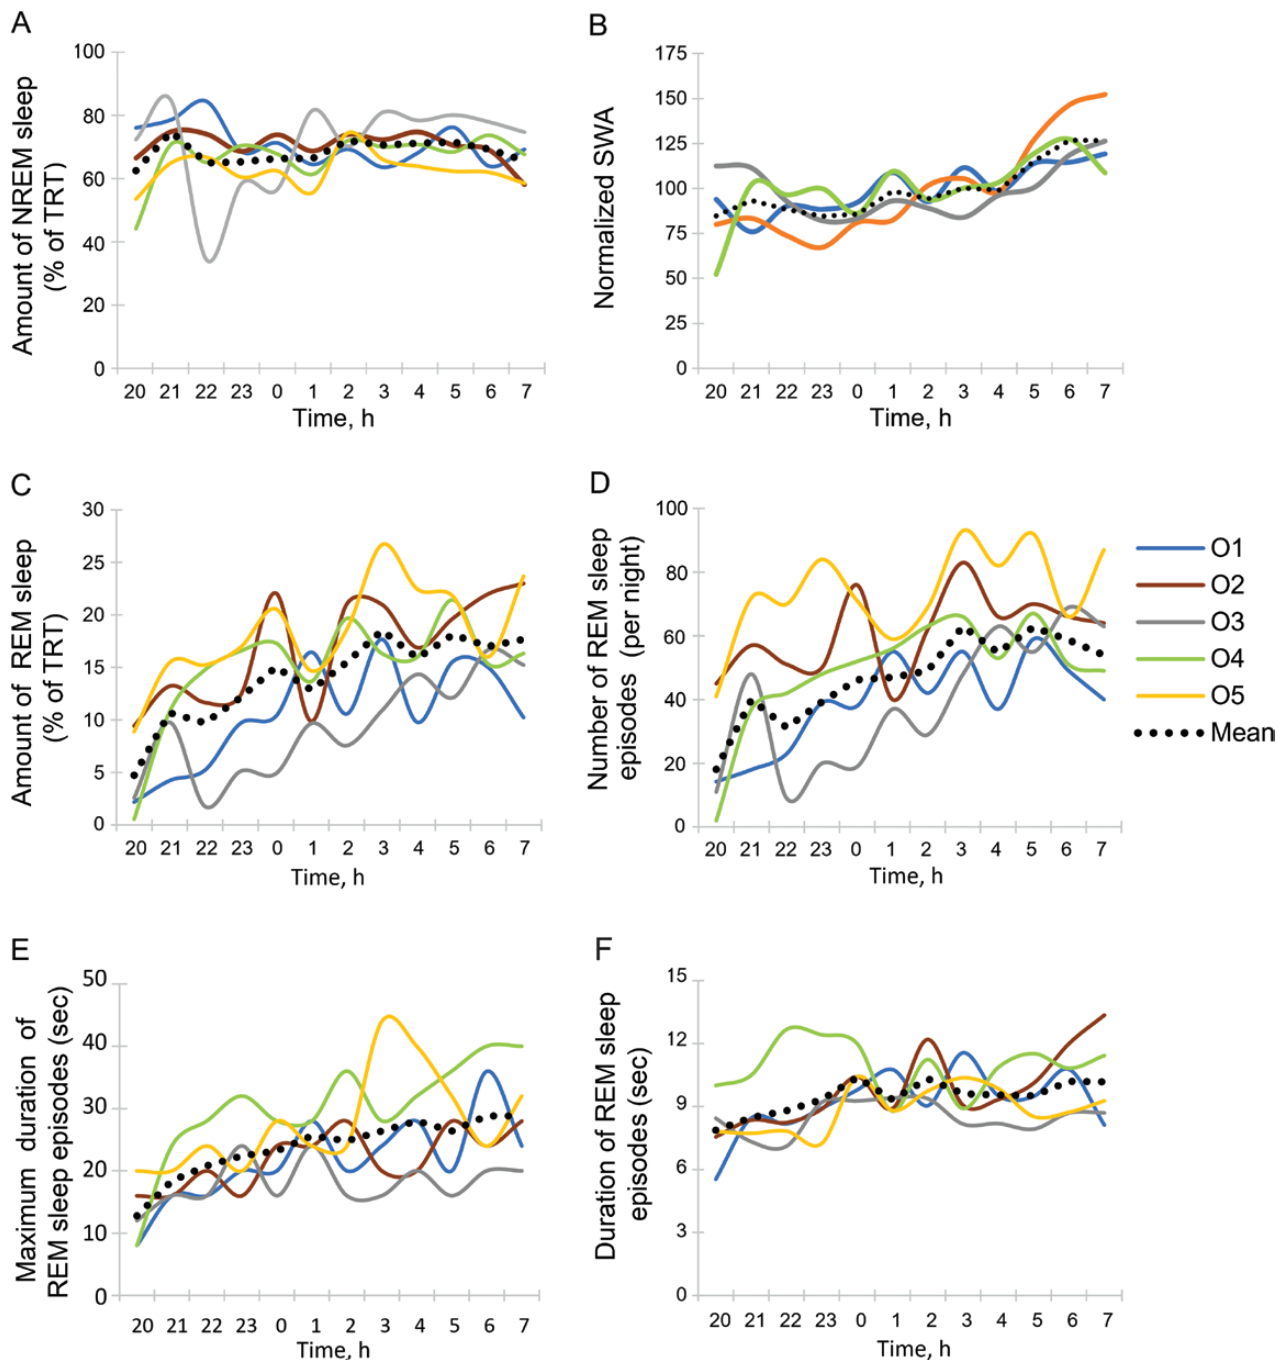 A
Amount of NREM sleep
(% of TRT)
100
80
60
40
20
0
20 21 22 23 0 1 2 3 4 5 6 7
Time, h
B
Normalized SWA
175
150
125
100
75
50
25
0
20 21 22 23 0 1 2 3 4 5 6 7
Time, h
C
Amount of REM sleep
(% of TRT)
30
25
20
15
10
5
0
20 21 22 23 0 1 2 3 4 5 6 7
Time, h
D
Number of REM sleep
episodes (per night)
100
80
60
40
20
0
20 21 22 23 0 1 2 3 4 5 6 7
Time, h
O1
O2
O3
O4
O5
Mean
E
Maximum duration of
REM sleep episodes (sec)
50
40
30
20
10
0
20 21 22 23 0 1 2 3 4 5 6 7
Time, h
F
Duration of REM sleep
episodes (sec)
15
12
9
6
3
0
20 21 22 23 0 1 2 3 4 5 6 7
Time, h